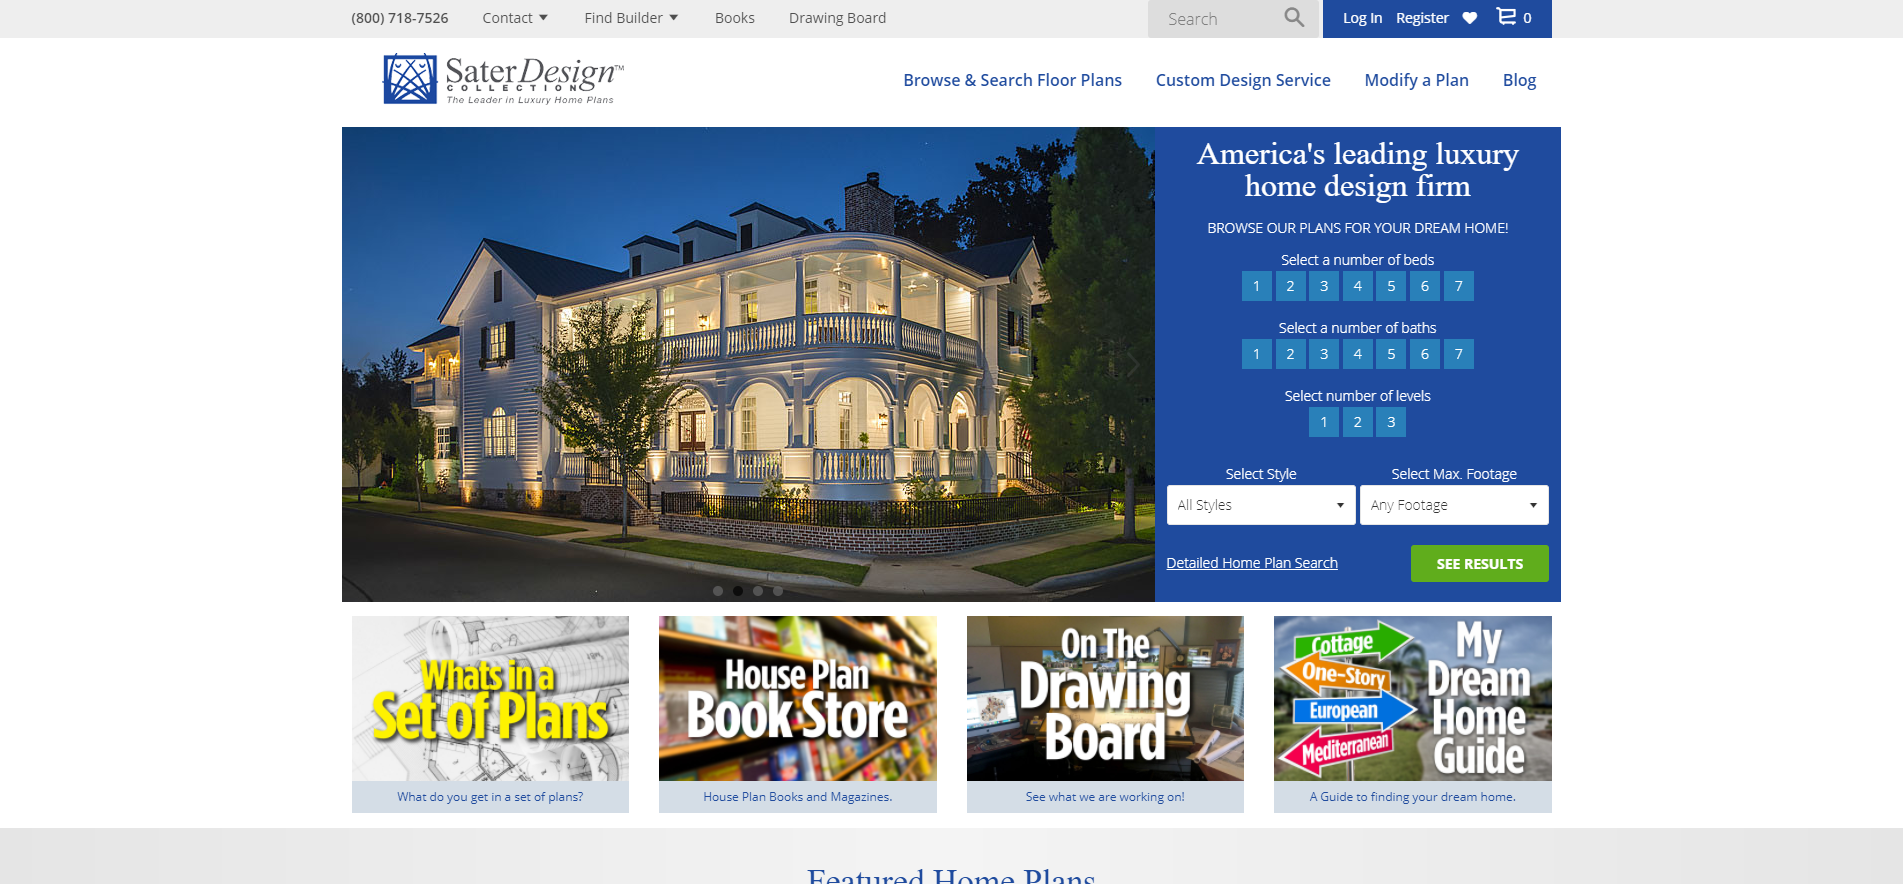 (800) 718-7526 Contact Find Builder Books Drawing Board Search Log In Register 0
Sater Design™
COLLECTION
The Leader in Luxury Home Plans
Browse & Search Floor Plans Custom Design Service Modify a Plan Blog
America's leading luxury
home design firm
BROWSE OUR PLANS FOR YOUR DREAM HOME!
Select a number of beds
1 2 3 4 5 6 7
Select a number of baths
1 2 3 4 5 6 7
Select number of levels
1 2 3
Select Style Select Max. Footage
All Styles Any Footage
Detailed Home Plan Search SEE RESULTS
Whats in a
Set of Plans
What do you get in a set of plans?
House Plan
Book Store
House Plan Books and Magazines.
On The
Drawing
Board
See what we are working on!
Cottage
One-Story
European
Mediterranean
My
Dream
Home
Guide
A Guide to finding your dream home.
Featured Home Plans